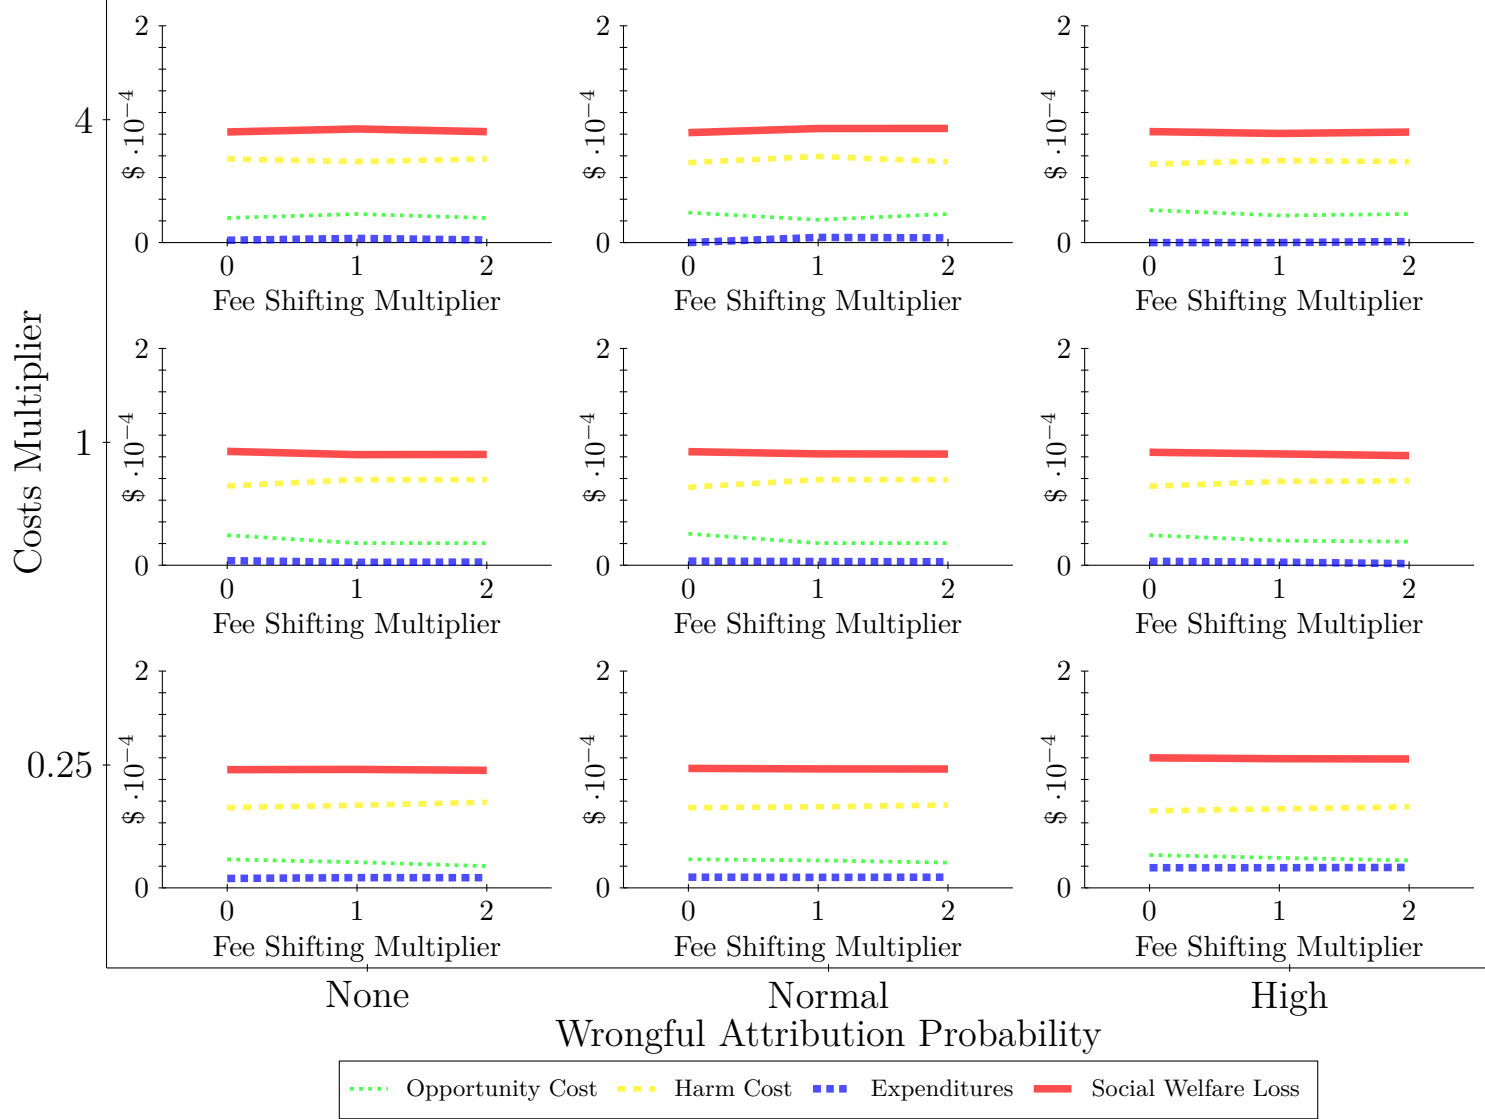 Costs Multiplier
4
2
$ ·10⁻⁴
0
0 1 2
Fee Shifting Multiplier
2
$ ·10⁻⁴
0
0 1 2
Fee Shifting Multiplier
2
$ ·10⁻⁴
0
0 1 2
Fee Shifting Multiplier
1
2
$ ·10⁻⁴
0
0 1 2
Fee Shifting Multiplier
2
$ ·10⁻⁴
0
0 1 2
Fee Shifting Multiplier
2
$ ·10⁻⁴
0
0 1 2
Fee Shifting Multiplier
0.25
2
$ ·10⁻⁴
0
0 1 2
Fee Shifting Multiplier
2
$ ·10⁻⁴
0
0 1 2
Fee Shifting Multiplier
2
$ ·10⁻⁴
0
0 1 2
Fee Shifting Multiplier
None Normal High
Wrongful Attribution Probability
Opportunity Cost Harm Cost Expenditures Social Welfare Loss